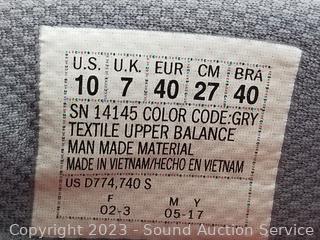 U.S. U.K. EUR CM BRA
10 7 40 27 40
SN 14145 COLOR CODE:GRY
TEXTILE UPPER BALANCE
MAN MADE MATERIAL
MADE IN VIETNAM/HECHO EN VIETNAM
US D774,740 S
F M Y
02-3 05-17
Copyright 2023 - Sound Auction Service